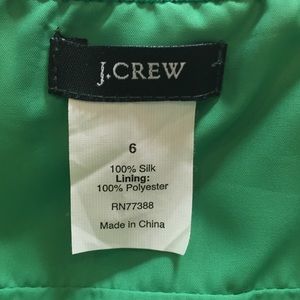 J.CREW
6
100% Silk
Lining:
100% Polyester
RN77388
Made in China